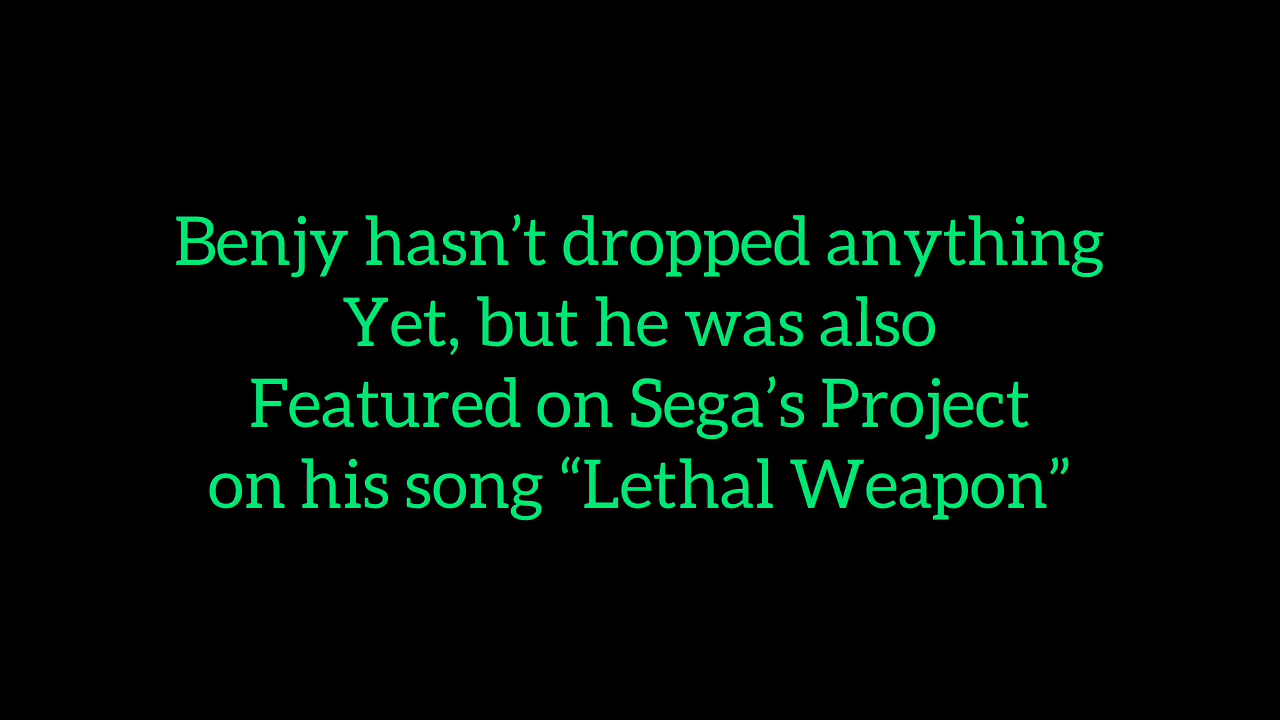 Benjy hasn’t dropped anything
Yet, but he was also
Featured on Sega’s Project
on his song “Lethal Weapon”